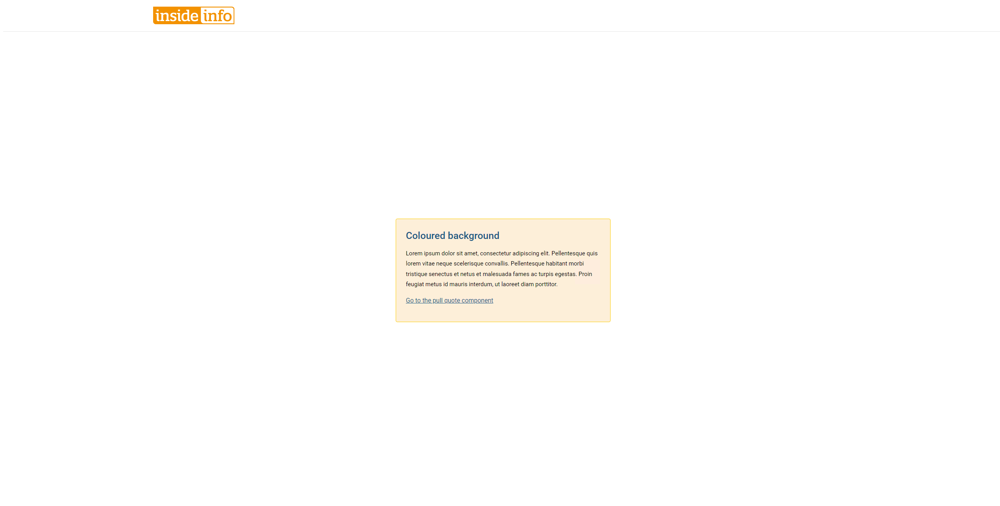 inside info
Coloured background
Lorem ipsum dolor sit amet, consectetur adipiscing elit. Pellentesque quis
lorem vitae neque scelerisque convallis. Pellentesque habitant morbi
tristique senectus et netus et malesuada fames ac turpis egestas. Proin
feugiat metus id mauris interdum, ut laoreet diam porttitor.
Go to the pull quote component